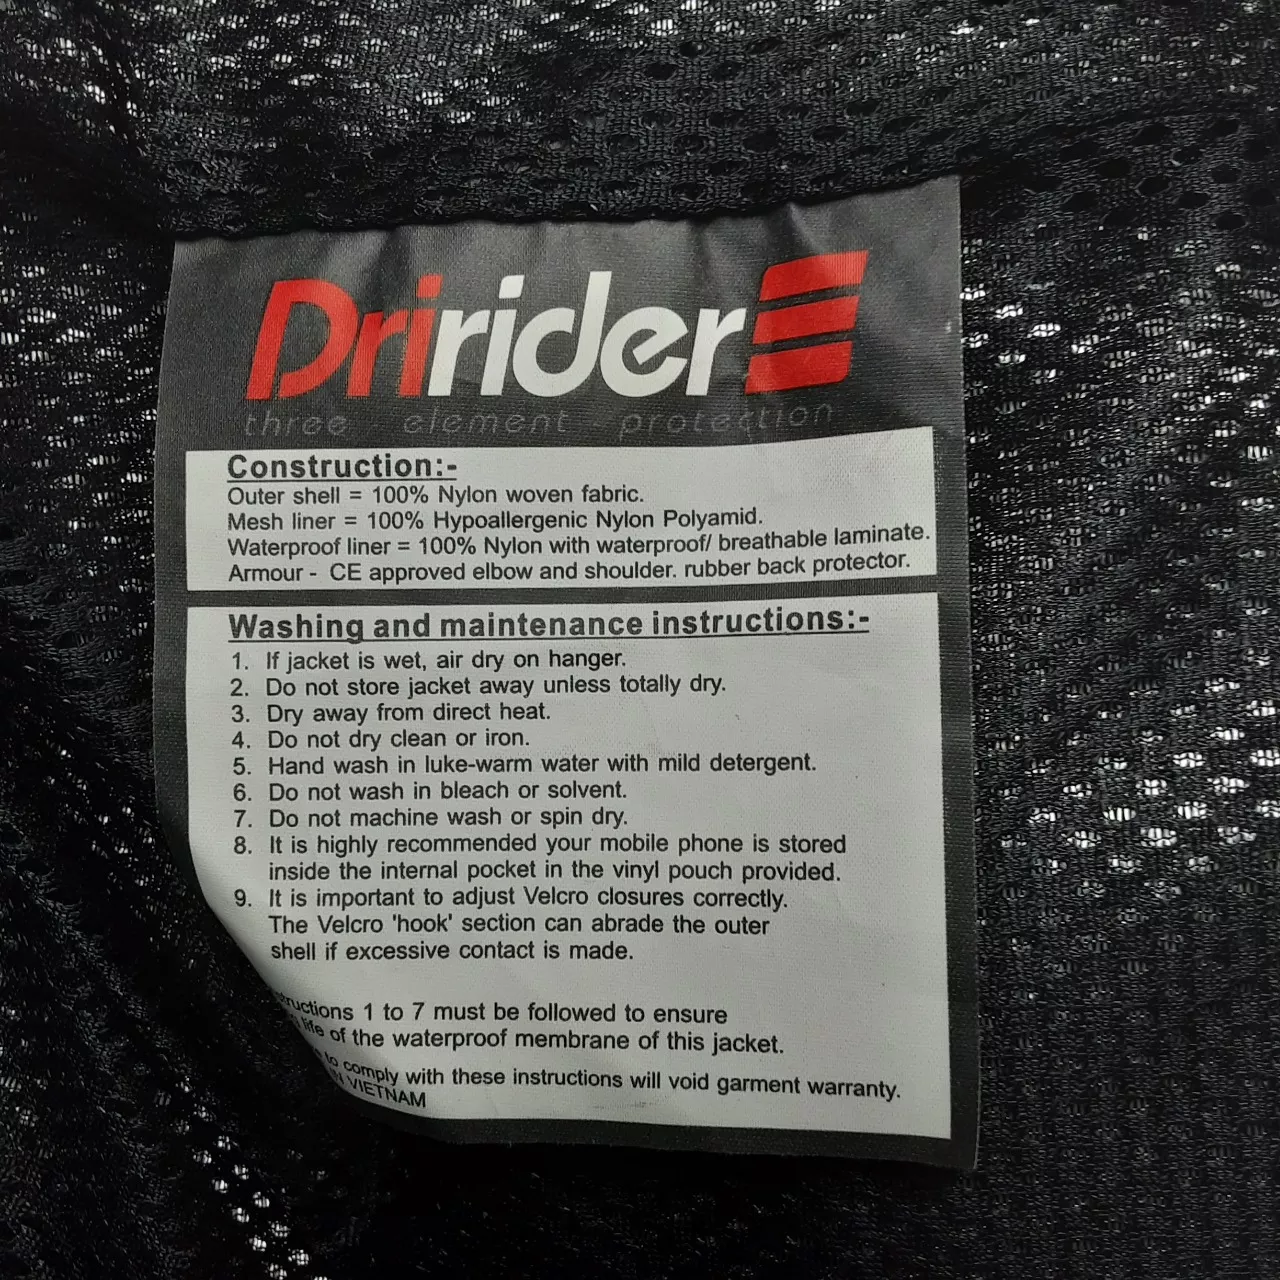 Dririder
three element protection
Construction:-
Outer shell = 100% Nylon woven fabric.
Mesh liner = 100% Hypoallergenic Nylon Polyamid.
Waterproof liner = 100% Nylon with waterproof/ breathable laminate.
Armour - CE approved elbow and shoulder. rubber back protector.
Washing and maintenance instructions:-
1. If jacket is wet, air dry on hanger.
2. Do not store jacket away unless totally dry.
3. Dry away from direct heat.
4. Do not dry clean or iron.
5. Hand wash in luke-warm water with mild detergent.
6. Do not wash in bleach or solvent.
7. Do not machine wash or spin dry.
8. It is highly recommended your mobile phone is stored
inside the internal pocket in the vinyl pouch provided.
9. It is important to adjust Velcro closures correctly.
The Velcro 'hook' section can abrade the outer
shell if excessive contact is made.
1 to 7 must be followed to ensure
life of the waterproof membrane of this jacket.
to comply with these instructions will void garment warranty.
VIETNAM